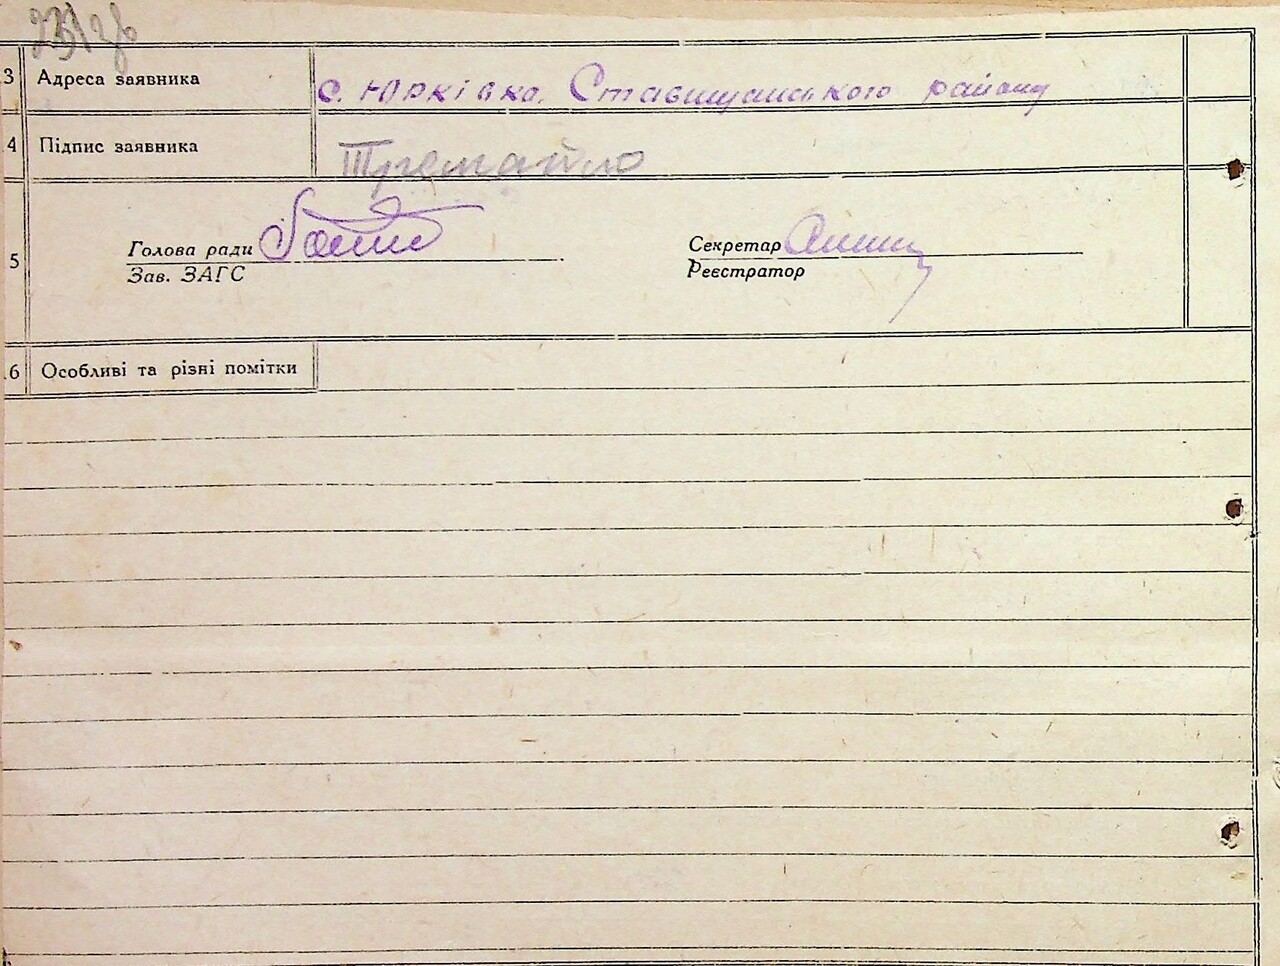 3 Адреса заявника с. Юрківка. Ставищанського району
4 Підпис заявника
5 Голова ради Секретар
Зав. ЗАГС Реєстратор
6 Особливі та різні помітки